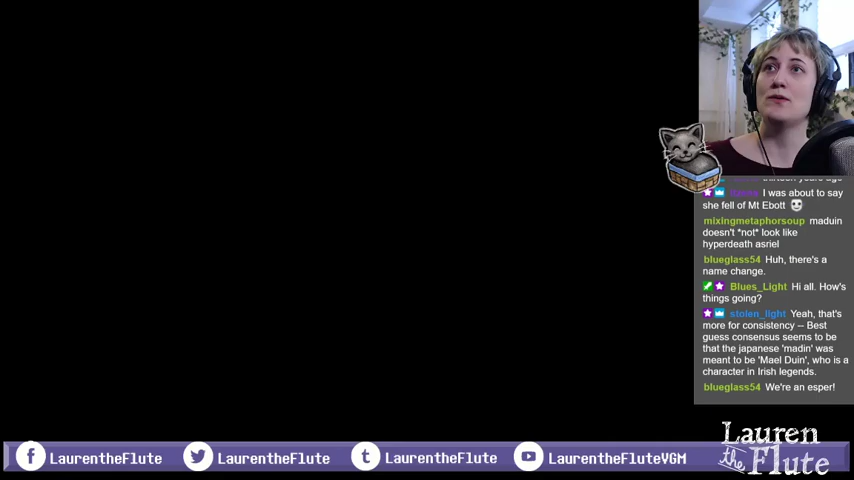 I was about to say
she fell of Mt Ebott
mixingmetaphorsoup maduin
doesn't *not* look like
hyperdeath asriel
blueglass54 Huh, there's a
name change.
Blues_Light Hi all. How's
things going?
stolen_light Yeah, that's
more for consistency -- Best
guess consensus seems to be
that the japanese 'madin' was
meant to be 'Mael Duin', who is a
character in Irish legends.
blueglass54 We're an esper!
Lauren
the Flute
LaurentheFlute
LaurentheFlute
LaurentheFlute
LaurentheFluteVGM